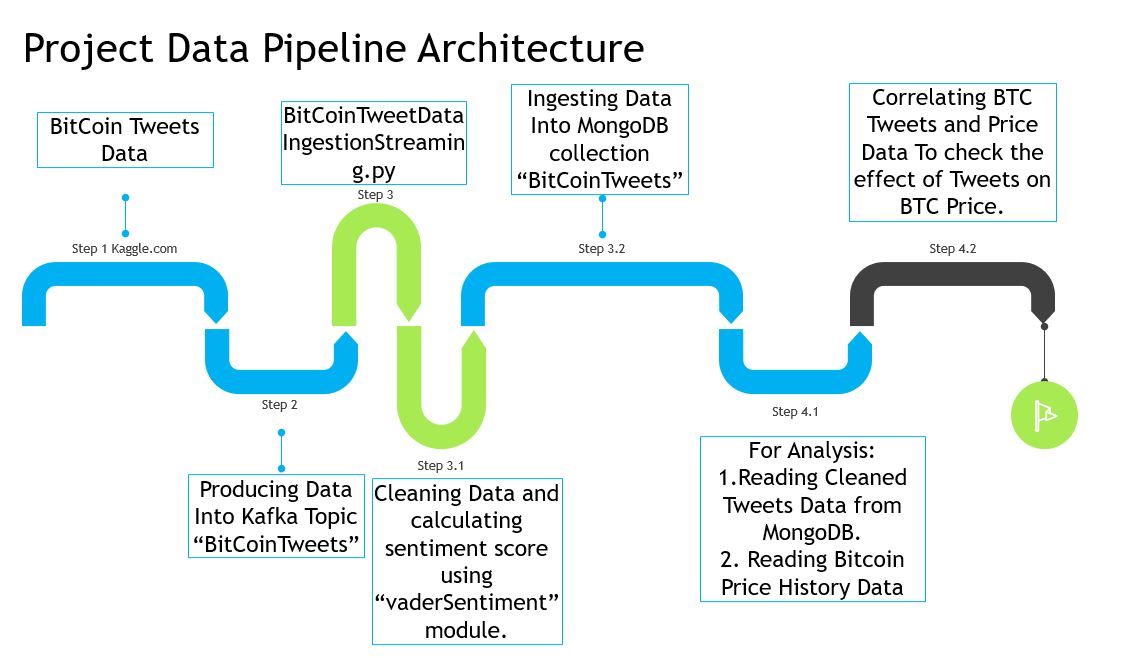 Project Data Pipeline Architecture
BitCoin Tweets
Data
Step 1 Kaggle.com
Step 2
Producing Data
Into Kafka Topic
“BitCoinTweets”
BitCoinTweetData
IngestionStreamin
g.py
Step 3
Step 3.1
Cleaning Data and
calculating
sentiment score
using
“vaderSentiment”
module.
Ingesting Data
Into MongoDB
collection
“BitCoinTweets”
Step 3.2
Step 4.1
For Analysis:
1.Reading Cleaned
Tweets Data from
MongoDB.
2. Reading Bitcoin
Price History Data
Correlating BTC
Tweets and Price
Data To check the
effect of Tweets on
BTC Price.
Step 4.2